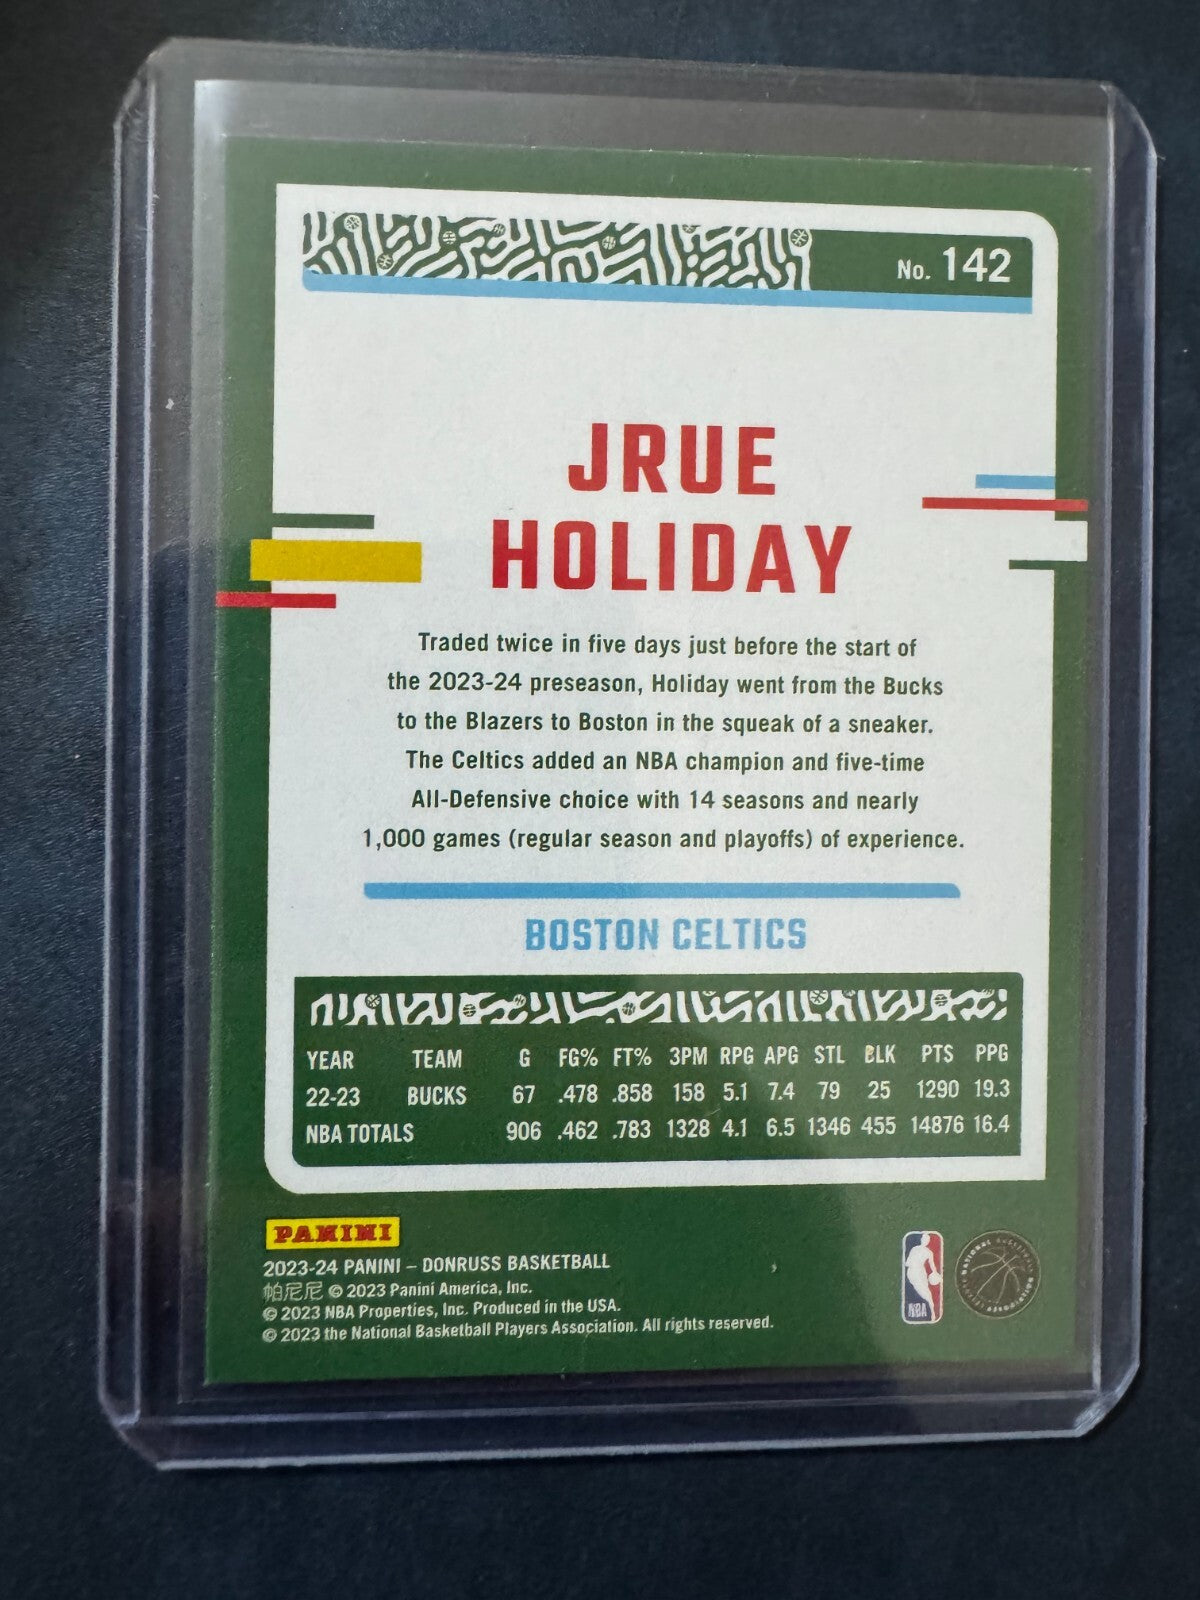 No. 142
JRUE
HOLIDAY
Traded twice in five days just before the start of
the 2023-24 preseason, Holiday went from the Bucks
to the Blazers to Boston in the squeak of a sneaker.
The Celtics added an NBA champion and five-time
All-Defensive choice with 14 seasons and nearly
1,000 games (regular season and playoffs) of experience.
BOSTON CELTICS
YEAR TEAM G FG% FT% 3PM RPG APG STL BLK PTS PPG
22-23 BUCKS 67 .478 .858 158 5.1 7.4 79 25 1290 19.3
NBA TOTALS 906 .462 .783 1328 4.1 6.5 1346 455 14876 16.4
PANINI
2023-24 PANINI – DONRUSS BASKETBALL
帕尼尼 © 2023 Panini America, Inc.
© 2023 NBA Properties, Inc. Produced in the USA.
© 2023 the National Basketball Players Association. All rights reserved.
NBA